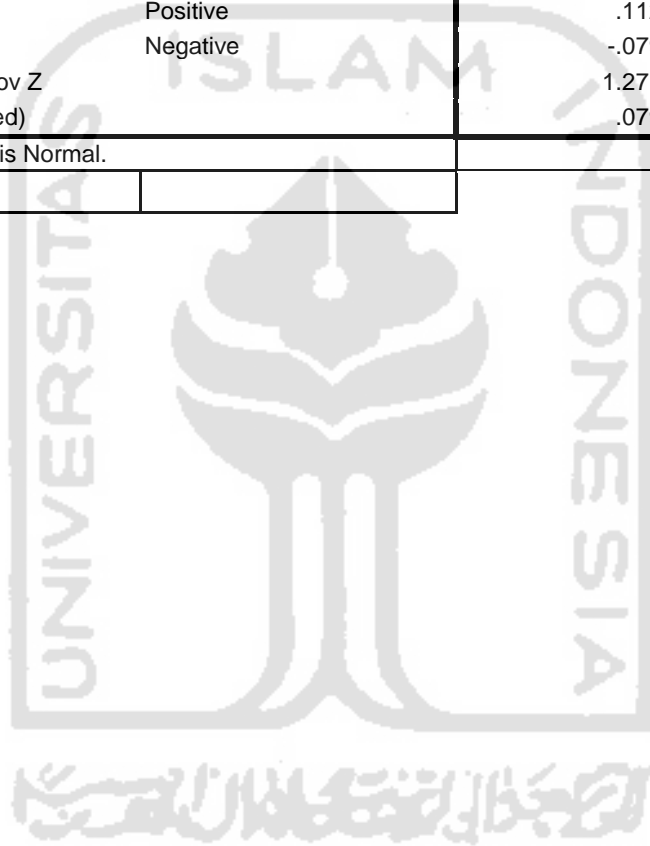 Positive .11
Negative -.07
ov Z 1.27
ed) .07
is Normal.
ISLAM
UNIVERSITAS
INDONESIA